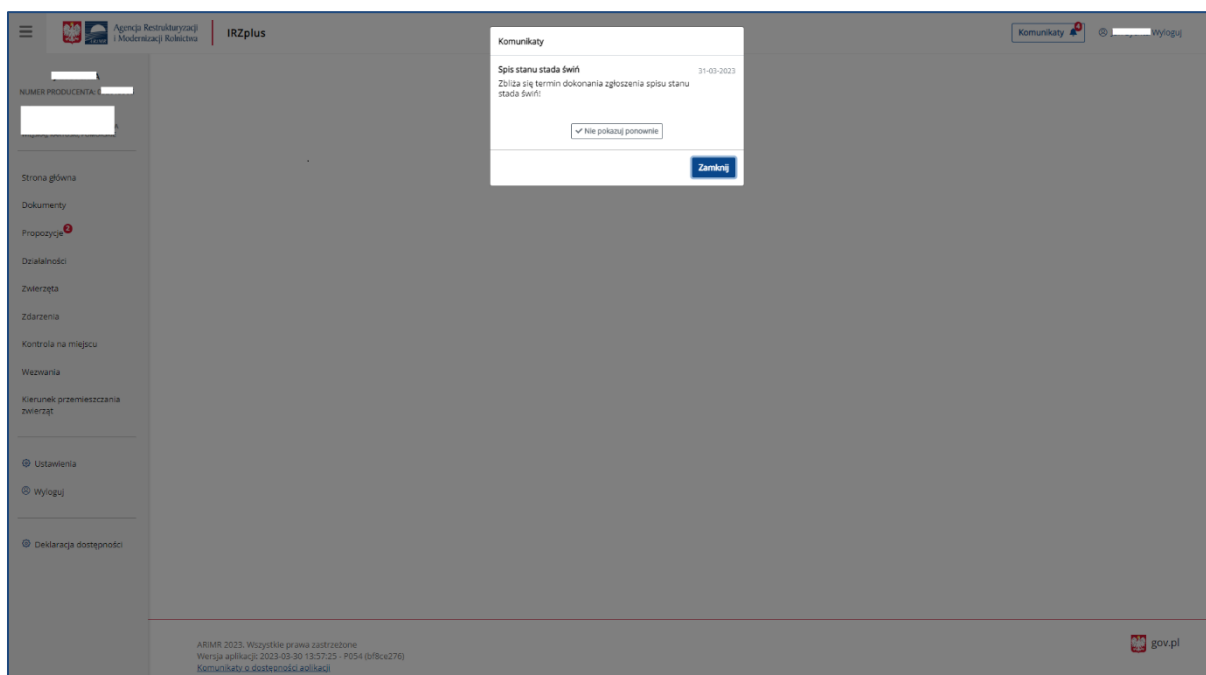 Agencja Restrukturyzacji
i Modernizacji Rolnictwa
IRZplus
Komunikaty 4
Wyloguj
Komunikaty
Spis stanu stada świń 31-03-2023
Zbliża się termin dokonania zgłoszenia spisu stanu
stada świń!
Nie pokazuj ponownie
Zamknij
NUMER PRODUCENTA:
Strona główna
Dokumenty
Propozycje 2
Działalności
Zwierzęta
Zdarzenia
Kontrola na miejscu
Wezwania
Kierunek przemieszczania
zwierząt
Ustawienia
Wyloguj
Deklaracja dostępności
ARIMR 2023. Wszystkie prawa zastrzeżone
Wersja aplikacji: 2023-03-30 13:57:25 - P054 (bf8ce276)
Komunikaty o dostępności aplikacji
gov.pl